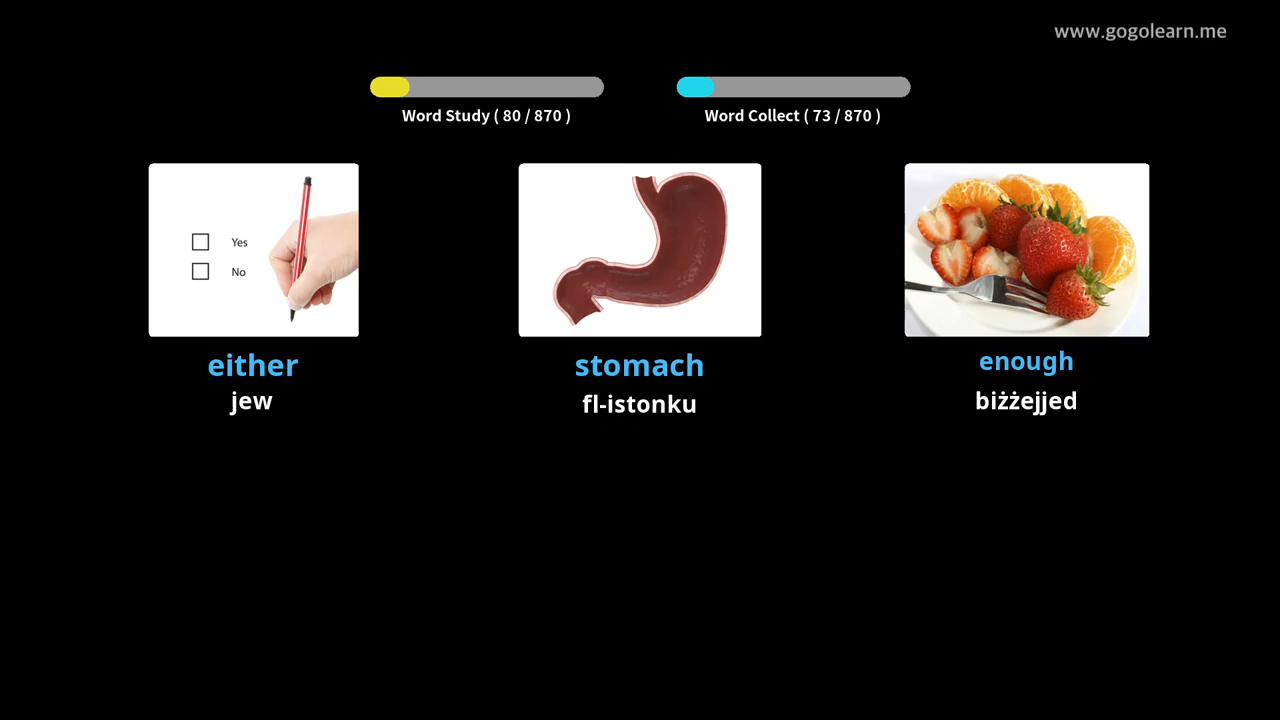 www.gogolearn.me
Word Study ( 80 / 870 )
Word Collect ( 73 / 870 )
Yes
No
either
stomach
enough
jew
fl-istonku
biżżejjed